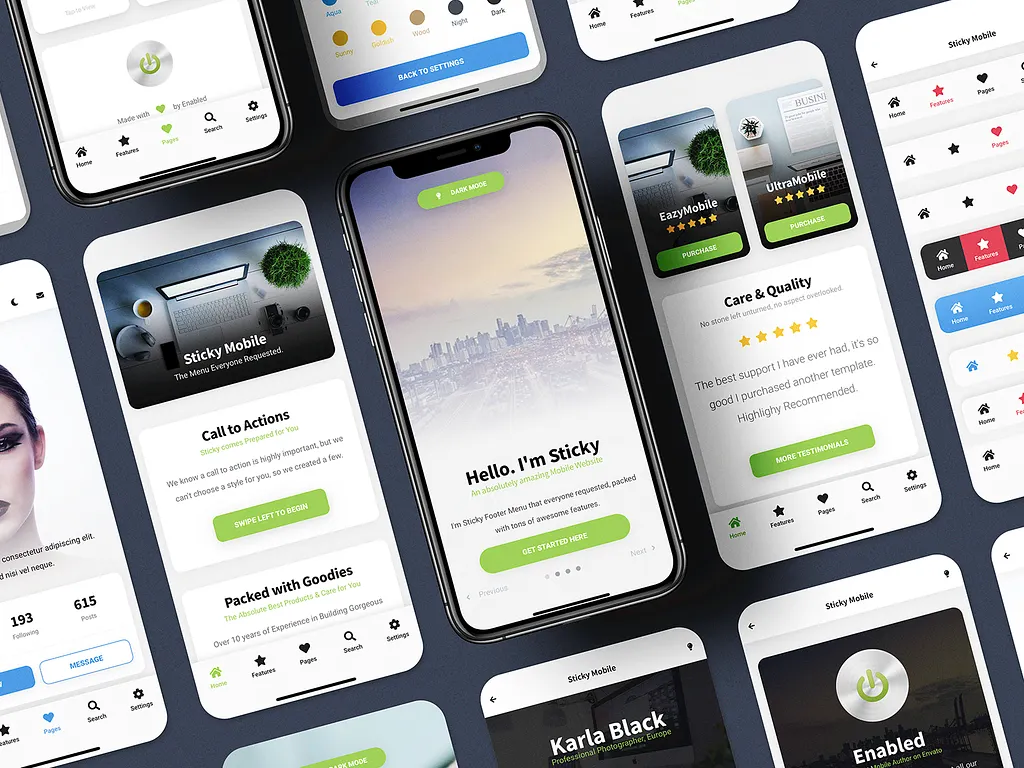 Tap to View
Made with by Enabled
Home
Features
Pages
Search
Settings
Aqua
Sunny
Goldish
Wood
Night
Dark
BACK TO SETTINGS
Home
Features
Pages
Sticky Mobile
Home
Features
Pages
Pages
Home
Features
Home
Features
Home
Home
DARK MODE
Hello. I'm Sticky
An absolutely amazing Mobile Website
I'm Sticky Footer Menu that everyone requested, packed
with tons of awesome features.
GET STARTED HERE
Previous
Next
EazyMobile
PURCHASE
BUSINI
UltraMobile
PURCHASE
Care & Quality
No stone left unturned, no aspect overlooked.
The best support I have ever had, it's so
good I purchased another template.
Highlighy Recommended.
MORE TESTIMONIALS
Home
Features
Pages
Search
Settings
Sticky Mobile
The Menu Everyone Requested.
Call to Actions
Sticky comes Prepared for You
We know a call to action is highly important, but we
can't choose a style for you, so we created a few.
SWIPE LEFT TO BEGIN
Packed with Goodies
The Absolute Best Products & Care for You
Over 10 years of Experience in Building Gorgeous
Home
Features
Pages
Search
Settings
consectetur adipiscing elit.
d nisi vel neque.
193
Following
615
Posts
MESSAGE
eatures
Pages
Search
Settings
DARK MODE
Sticky Mobile
Karla Black
Professional Photographer, Europe
Sticky Mobile
Enabled
Mobile Author on Envato